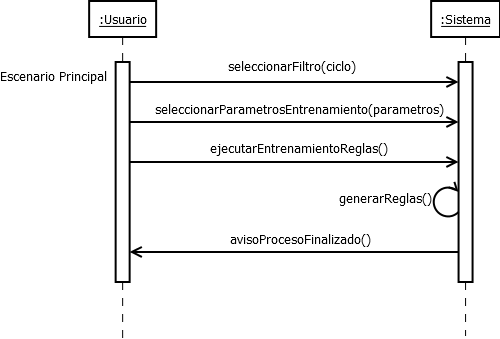 :Usuario
:Sistema
Escenario Principal
seleccionarFiltro(ciclo)
seleccionarParametrosEntrenamiento(parametros)
ejecutarEntrenamientoReglas()
generarReglas()
avisoProcesoFinalizado()